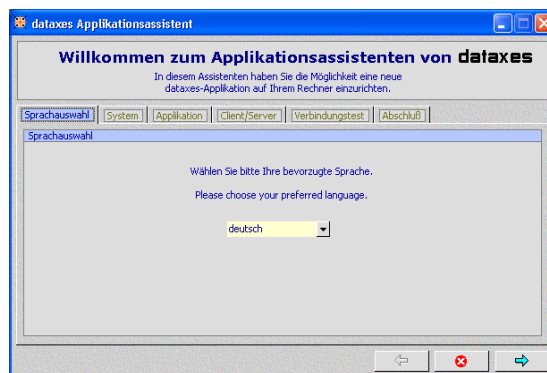 dataxes Applikationsassistent
Willkommen zum Applikationsassistenten von dataxes
In diesem Assistenten haben Sie die Möglichkeit eine neue
dataxes-Applikation auf Ihrem Rechner einzurichten.
Sprachauswahl System Applikation Client/Server Verbindungstest Abschluß
Sprachauswahl
Wählen Sie bitte Ihre bevorzugte Sprache.
Please choose your preferred language.
deutsch